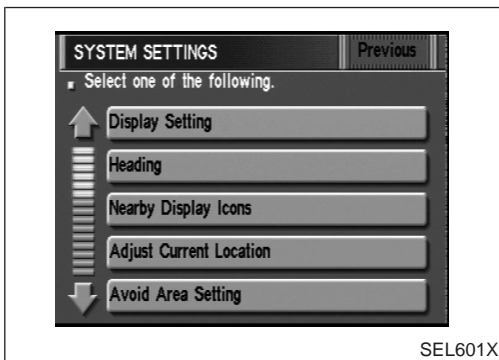 SYSTEM SETTINGS Previous
Select one of the following.
Display Setting
Heading
Nearby Display Icons
Adjust Current Location
Avoid Area Setting
SEL601X